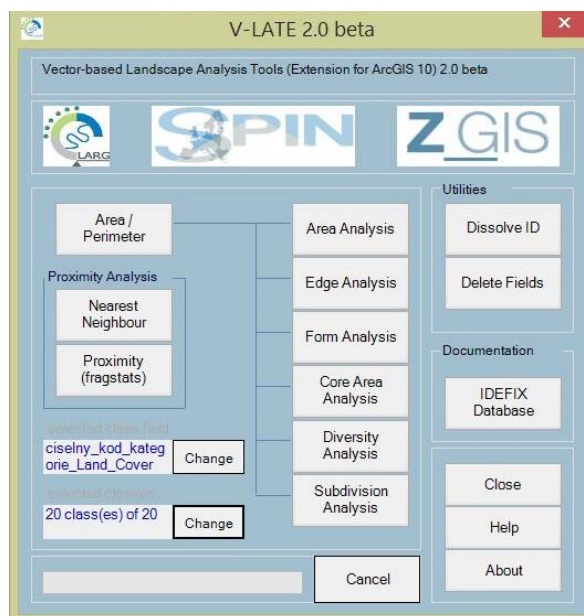 V-LATE 2.0 beta
x
Vector-based Landscape Analysis Tools (Extension for ArcGIS 10) 2.0 beta
LARG
SPIN
Z_GIS
Area /
Perimeter
Proximity Analysis
Nearest
Neighbour
Proximity
(fragstats)
selected class field
ciselny_kod_kateg
orie_Land_Cover
Change
selected classes:
20 class(es) of 20
Change
Area Analysis
Edge Analysis
Form Analysis
Core Area
Analysis
Diversity
Analysis
Subdivision
Analysis
Utilities
Dissolve ID
Delete Fields
Documentation
IDEFIX
Database
Close
Help
About
Cancel